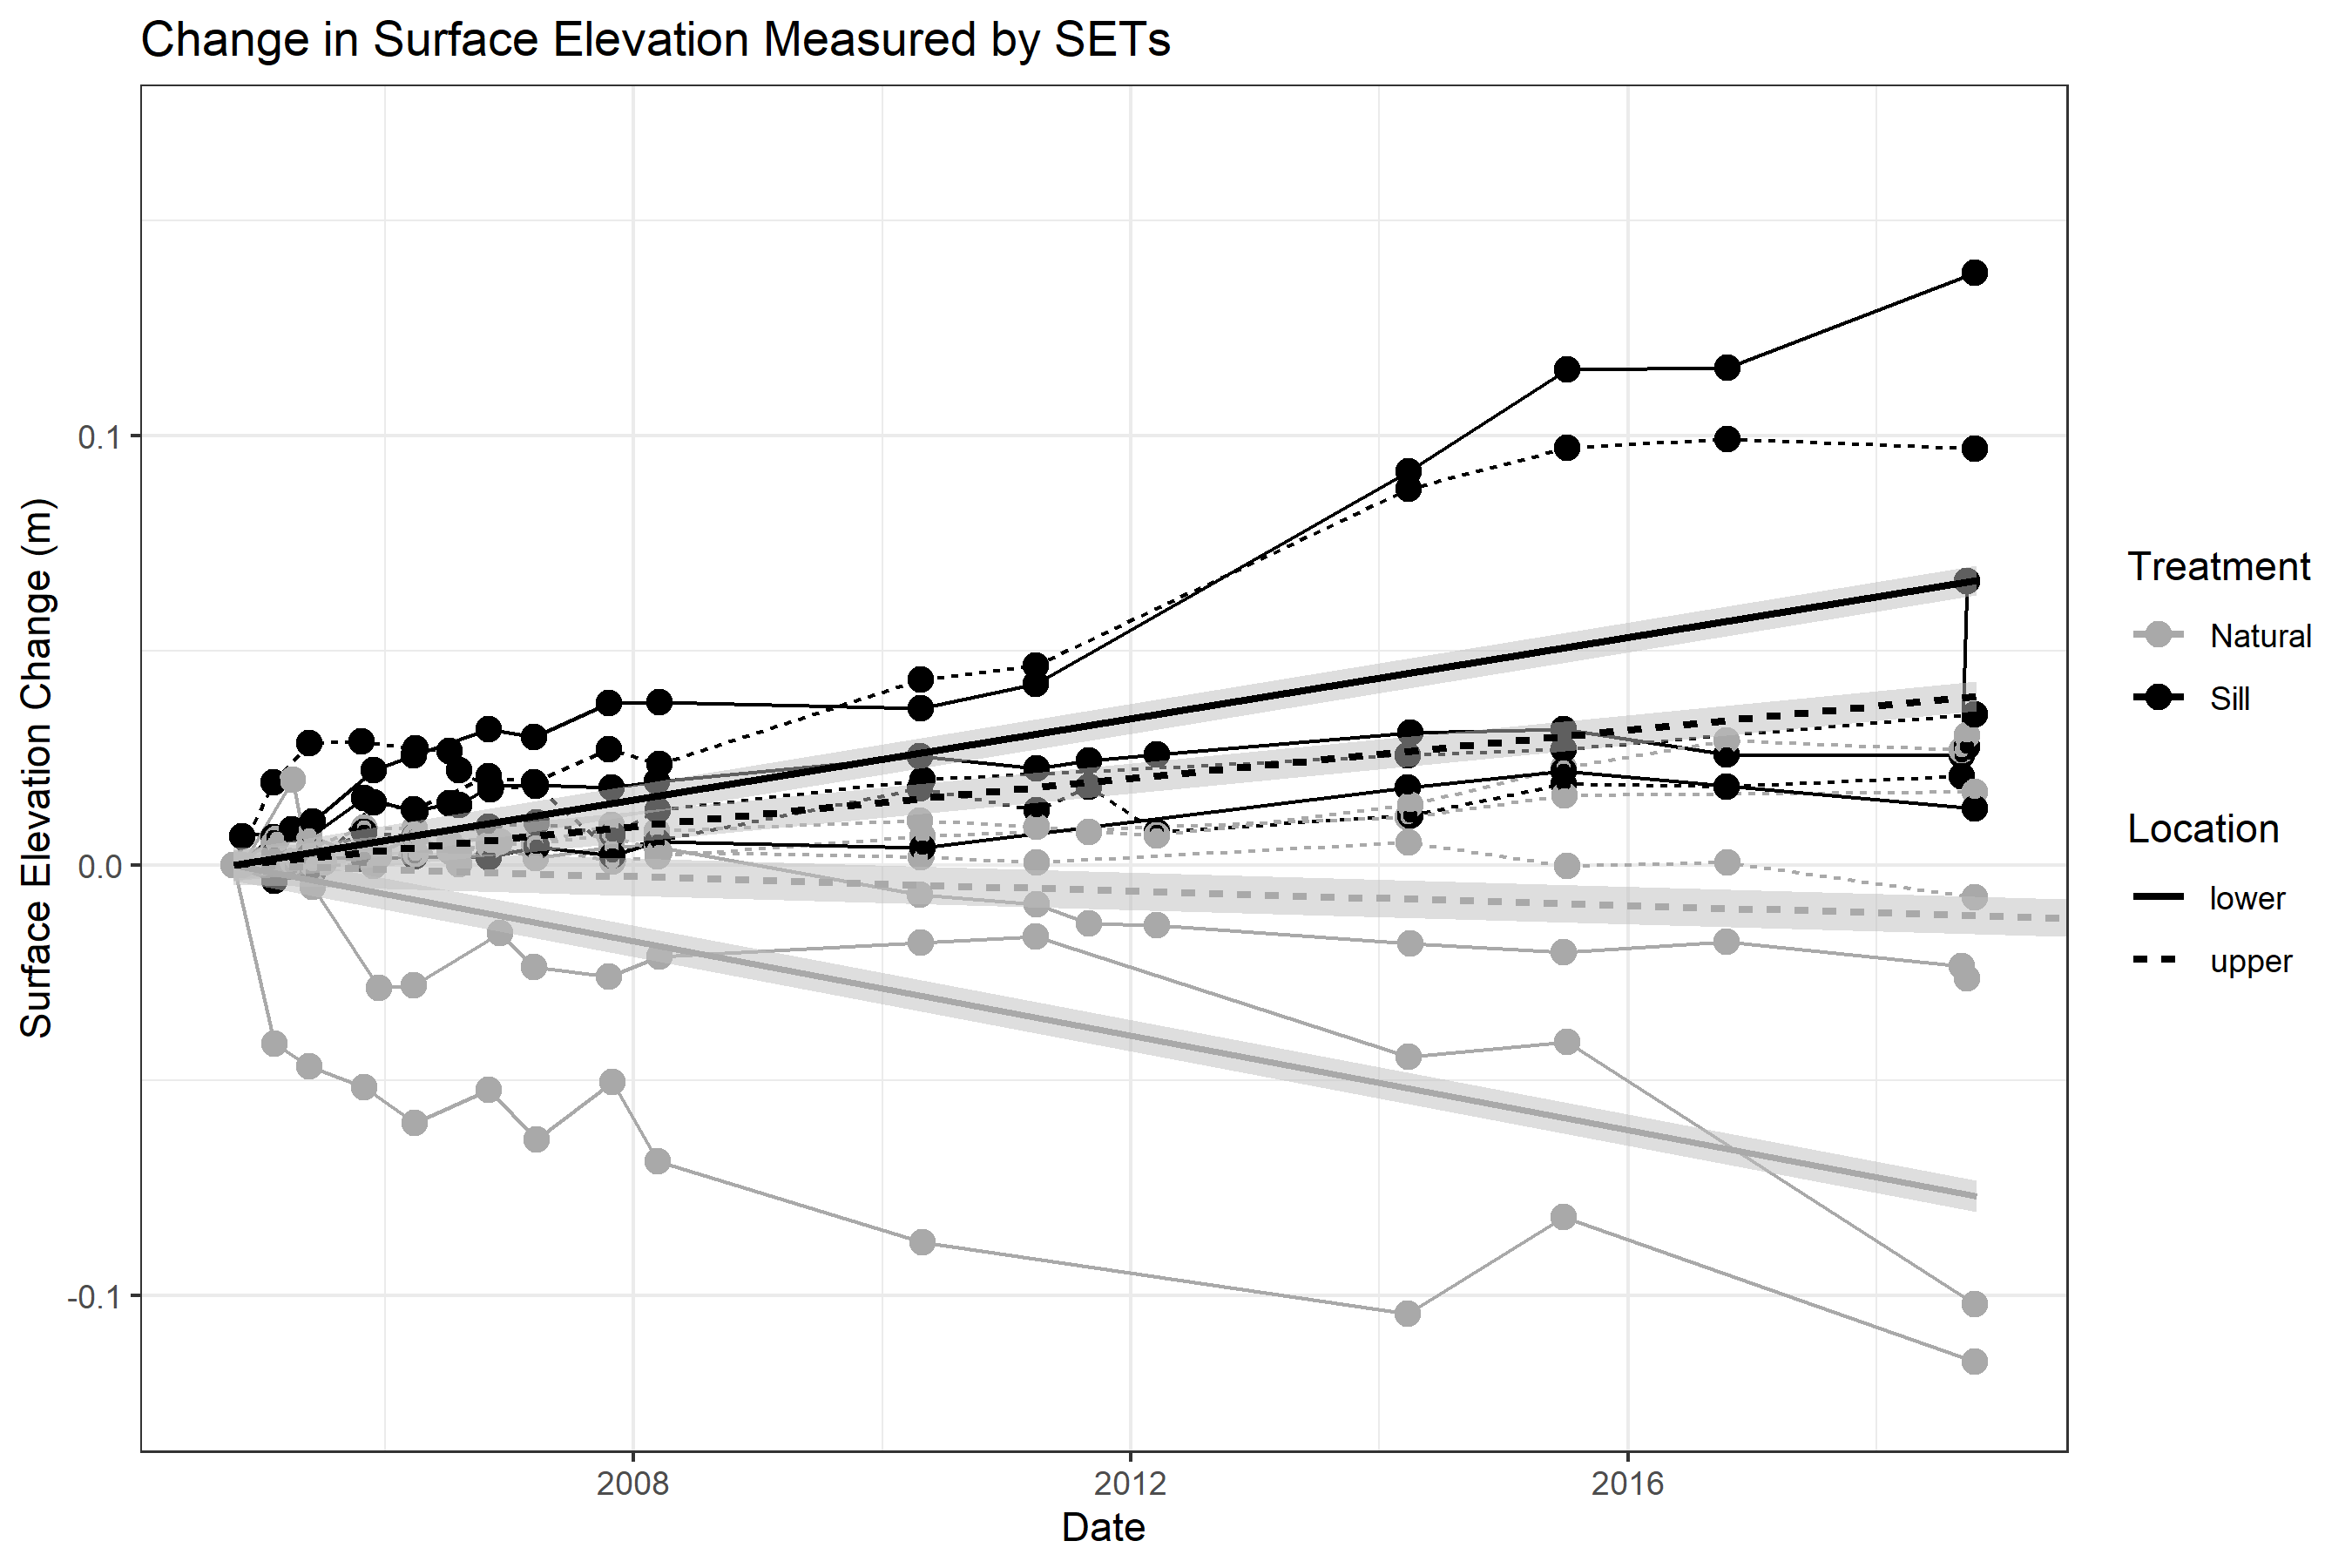 Change in Surface Elevation Measured by SETs
Surface Elevation Change (m)
0.1
0.0
-0.1
2008
2012
2016
Date
Treatment
Natural
Sill
Location
lower
upper